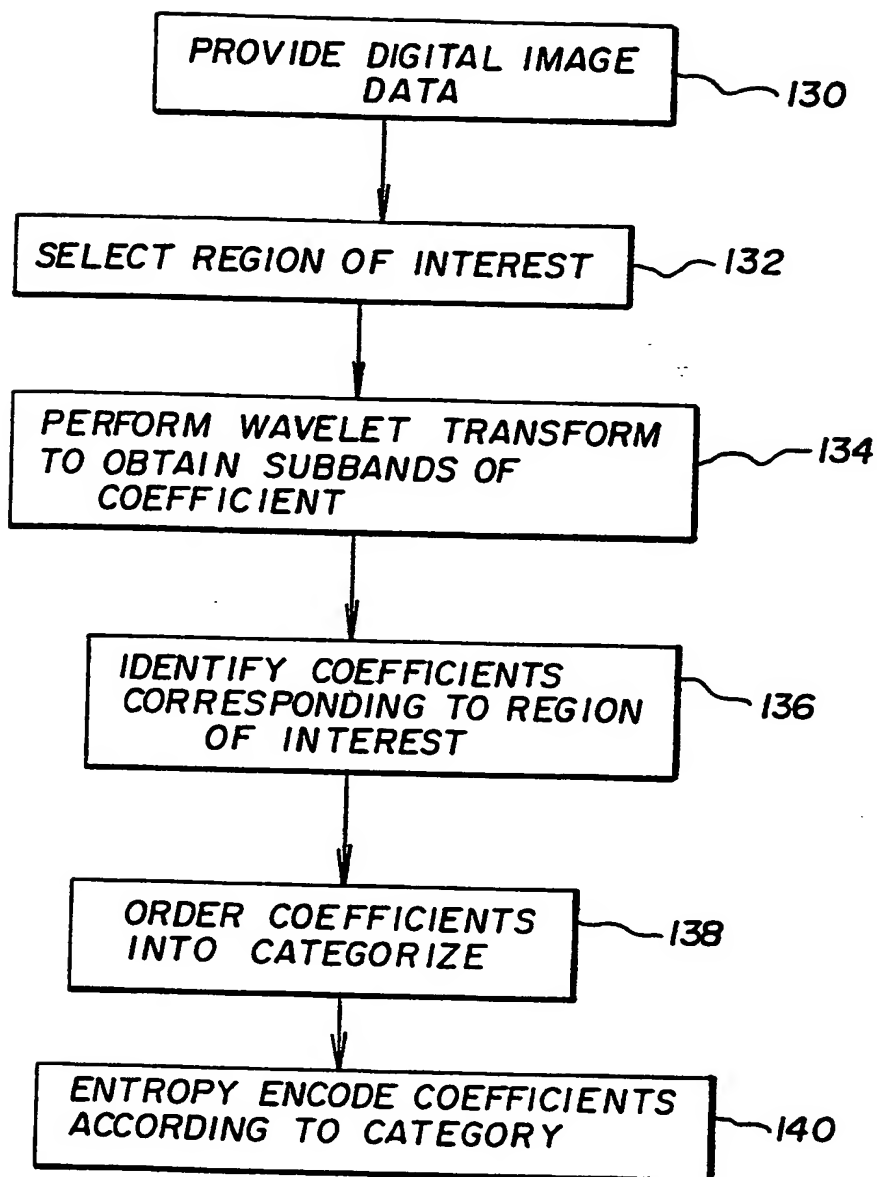 PROVIDE DIGITAL IMAGE
DATA
130
SELECT REGION OF INTEREST
132
PERFORM WAVELET TRANSFORM
TO OBTAIN SUBBANDS OF
COEFFICIENT
134
IDENTIFY COEFFICIENTS
CORRESPONDING TO REGION
OF INTEREST
136
ORDER COEFFICIENTS
INTO CATEGORIZE
138
ENTROPY ENCODE COEFFICIENTS
ACCORDING TO CATEGORY
140